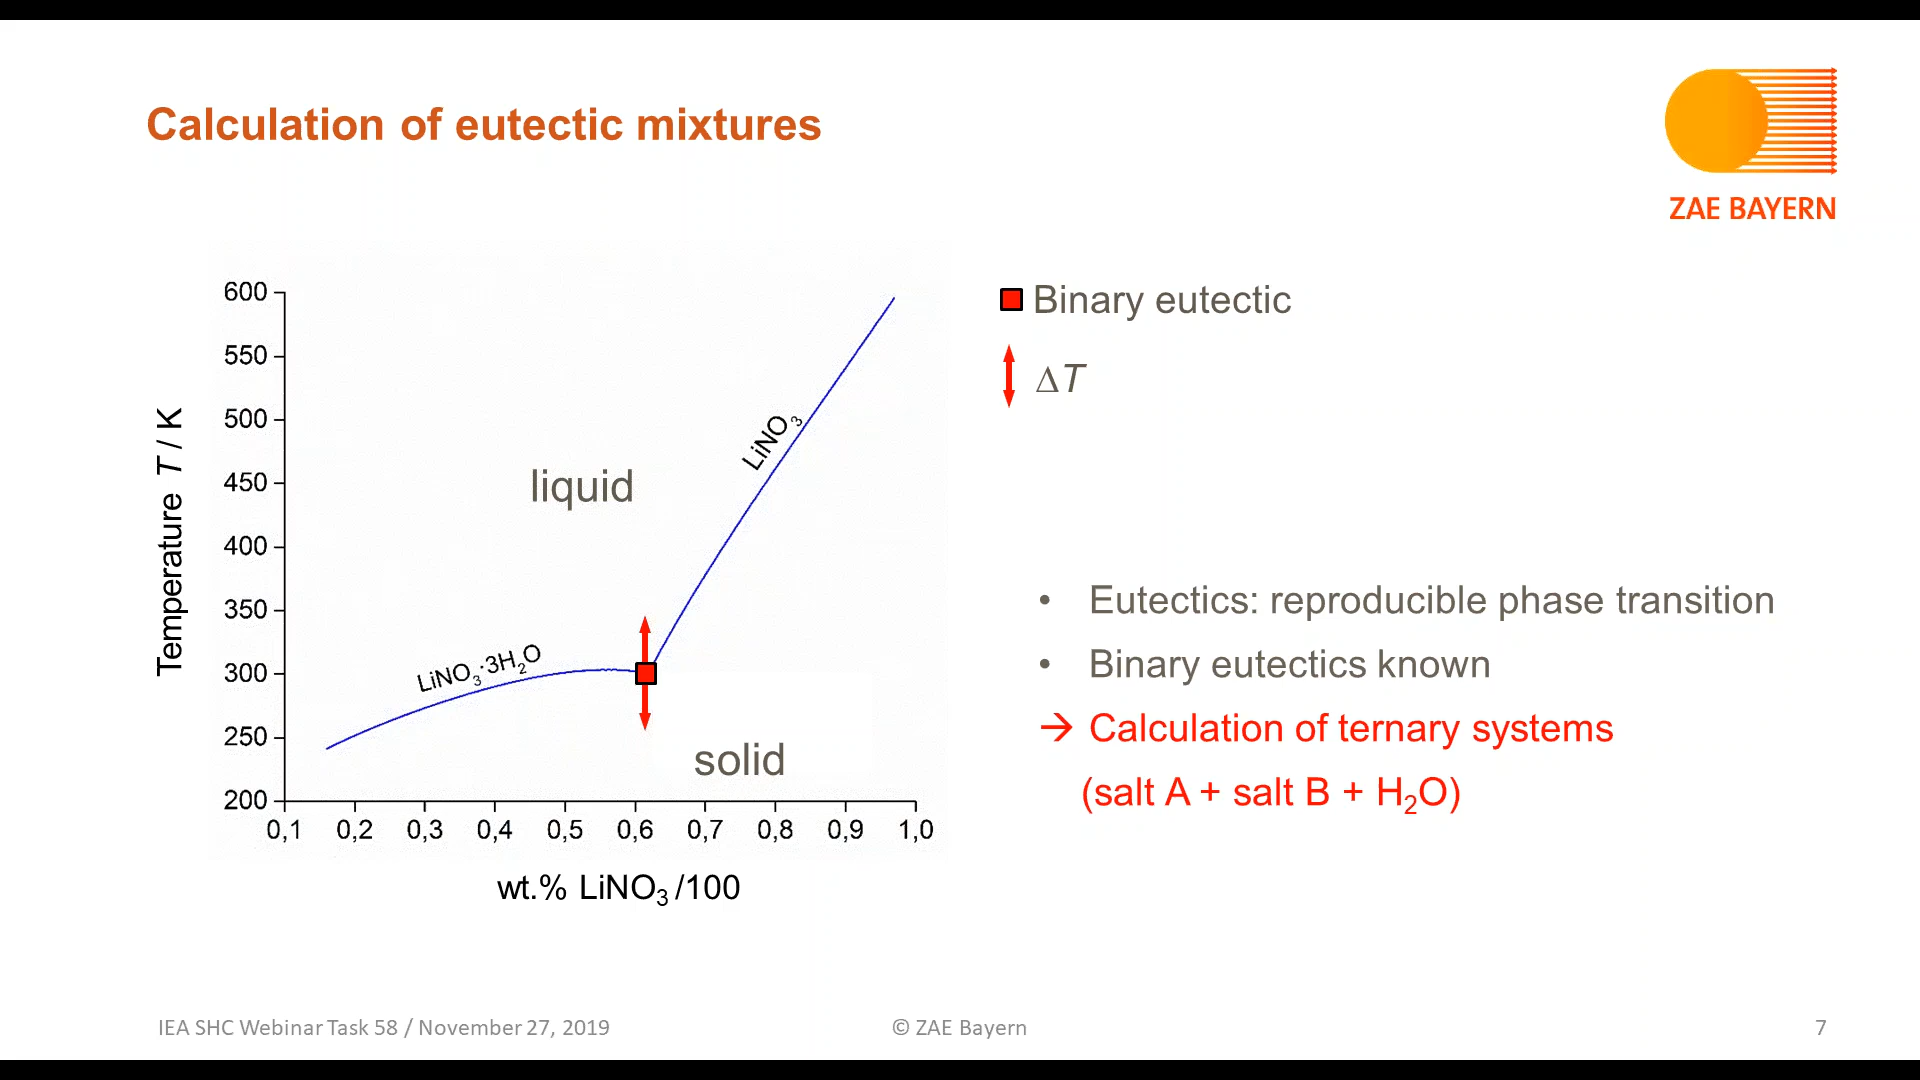 Calculation of eutectic mixtures
ZAE BAYERN
600
550
500
450
400
350
300
250
200
Temperature T / K
0,1 0,2 0,3 0,4 0,5 0,6 0,7 0,8 0,9 1,0
wt.% LiNO₃ /100
LiNO₃·3H₂O
LiNO₃
liquid
solid
Binary eutectic
ΔT
• Eutectics: reproducible phase transition
• Binary eutectics known
→ Calculation of ternary systems
(salt A + salt B + H₂O)
IEA SHC Webinar Task 58 / November 27, 2019
© ZAE Bayern
7